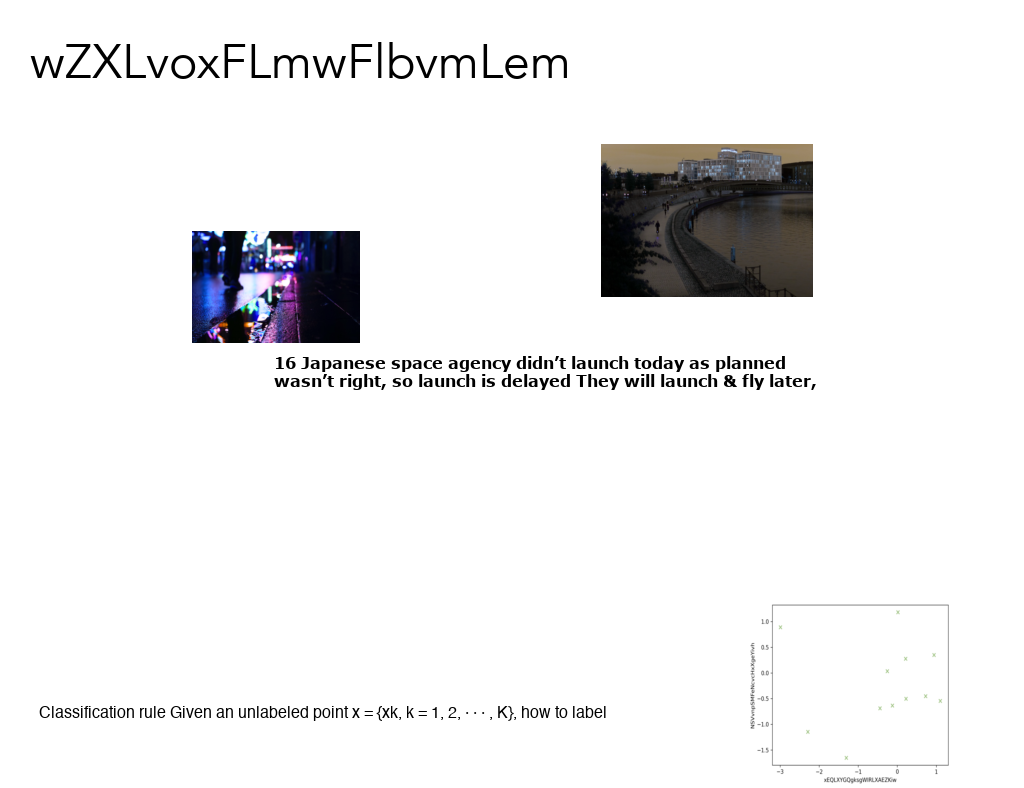 wZXLvoxFLmwFlbvmLem
16 Japanese space agency didn’t launch today as planned
wasn’t right, so launch is delayed They will launch & fly later,
Classification rule Given an unlabeled point x = {xk, k = 1, 2, · · · , K}, how to label
1.0
0.5
0.0
−0.5
−1.0
−1.5
−3 −2 −1 0 1